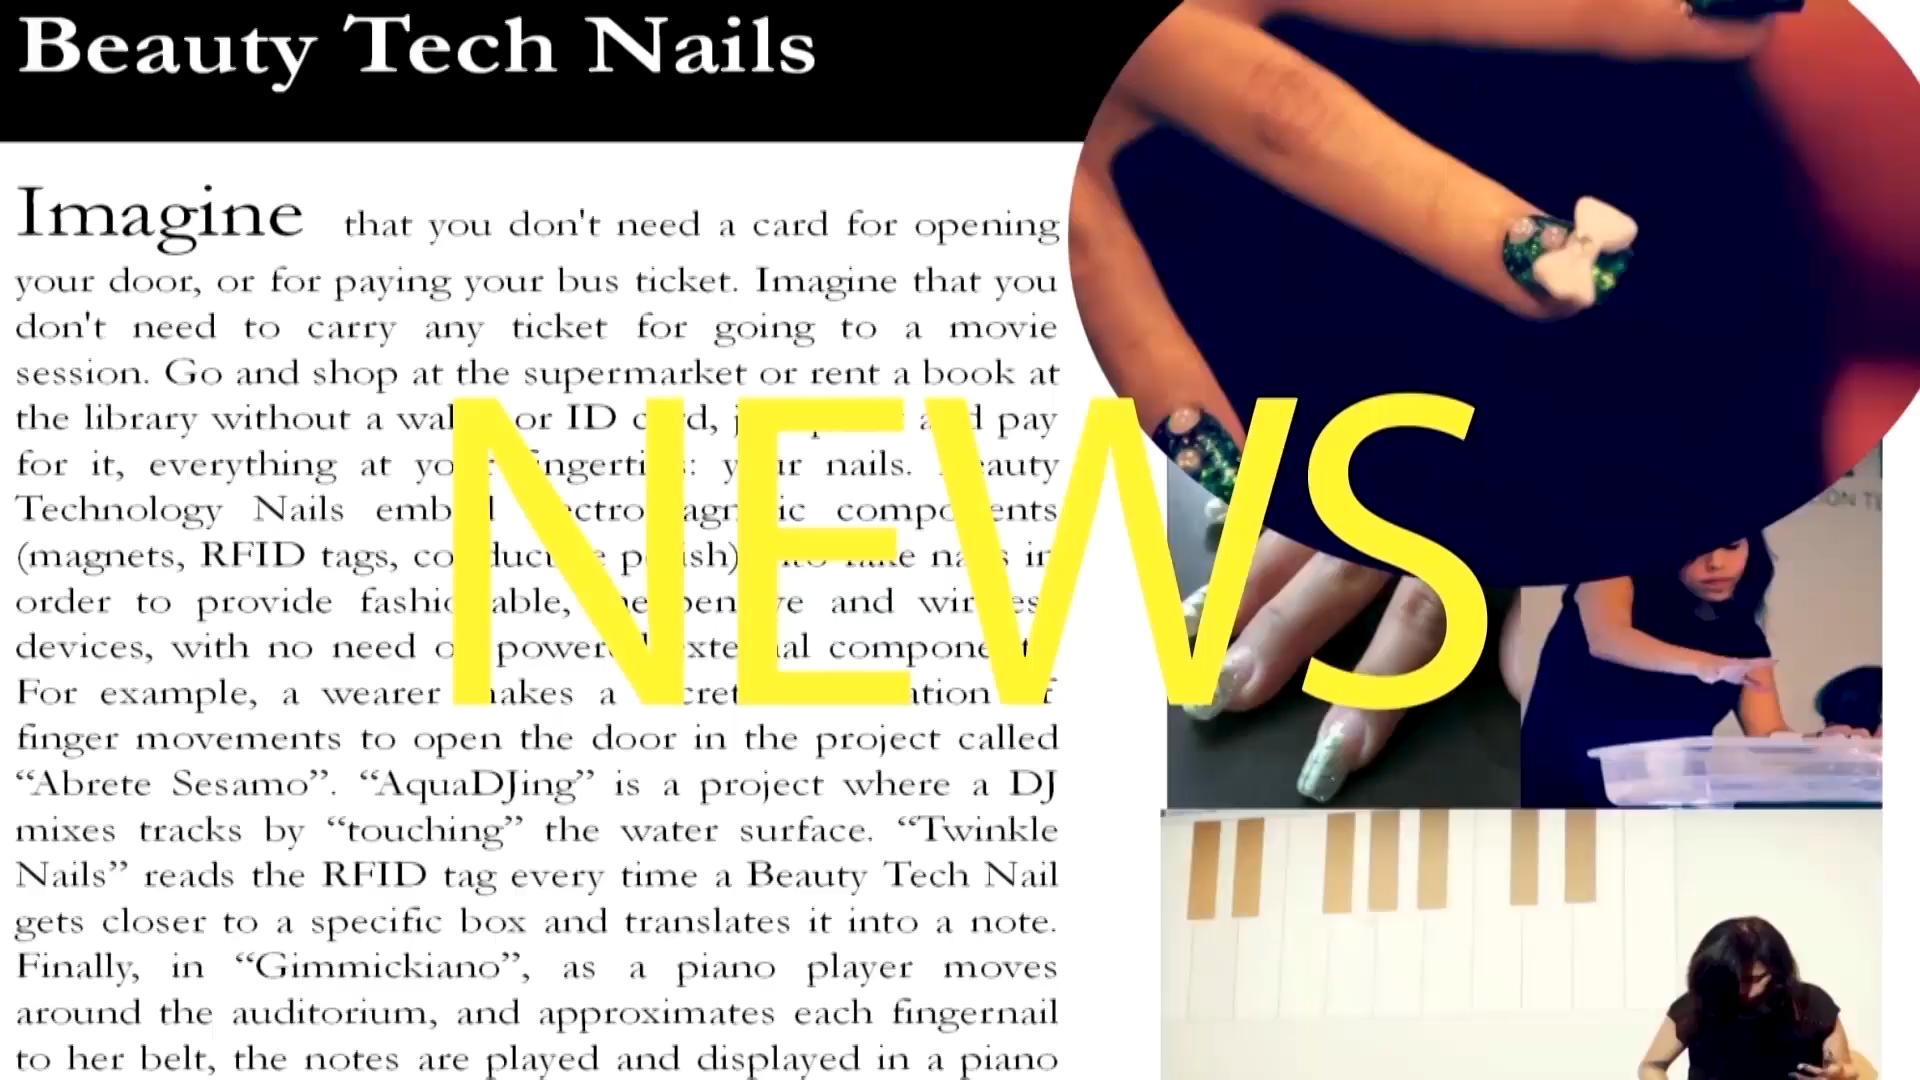 Beauty Tech Nails
Imagine that you don't need a card for opening
your door, or for paying your bus ticket. Imagine that you
don't need to carry any ticket for going to a movie
session. Go and shop at the supermarket or rent a book at
the library without a or ID pay
for it, everything at nails.
Technology Nails
(magnets, RFID tags, in
order to provide and
devices, with no need
For example, a wearer makes a
finger movements to open the door in the project called
“Abrete Sesamo”. “AquaDJing” is a project where a DJ
mixes tracks by “touching” the water surface. “Twinkle
Nails” reads the RFID tag every time a Beauty Tech Nail
gets closer to a specific box and translates it into a note.
Finally, in “Gimmickiano”, as a piano player moves
around the auditorium, and approximates each fingernail
to her belt, the notes are played and displayed in a piano
NEWS